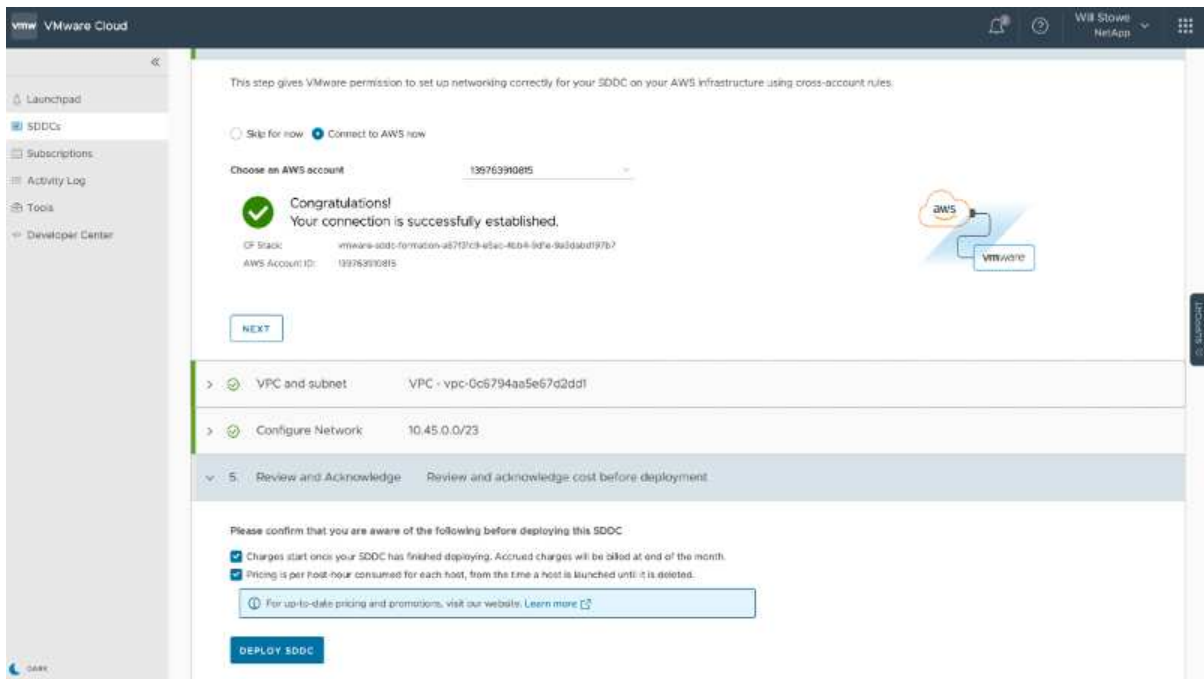 vmw VMware Cloud
Will Stowe
NetApp
Launchpad
SDDCs
Subscriptions
Activity Log
Tools
Developer Center
DARK
This step gives VMware permission to set up networking correctly for your SDDC on your AWS infrastructure using cross-account rules.
Skip for now Connect to AWS now
Choose an AWS account 139763910815
Congratulations!
Your connection is successfully established.
CF Stack:
AWS Account ID: 139763910815
aws
vmware
NEXT
VPC and subnet VPC - vpc-0c6794aa5e67d2dd1
Configure Network 10.45.0.0/23
5. Review and Acknowledge Review and acknowledge cost before deployment
Please confirm that you are aware of the following before deploying this SDDC
Charges start once your SDDC has finished deploying. Accrued charges will be billed at end of the month.
Pricing is per host-hour consumed for each host, from the time a host is launched until it is deleted.
For up-to-date pricing and promotions, visit our website. Learn more
DEPLOY SDDC
SUPPORT